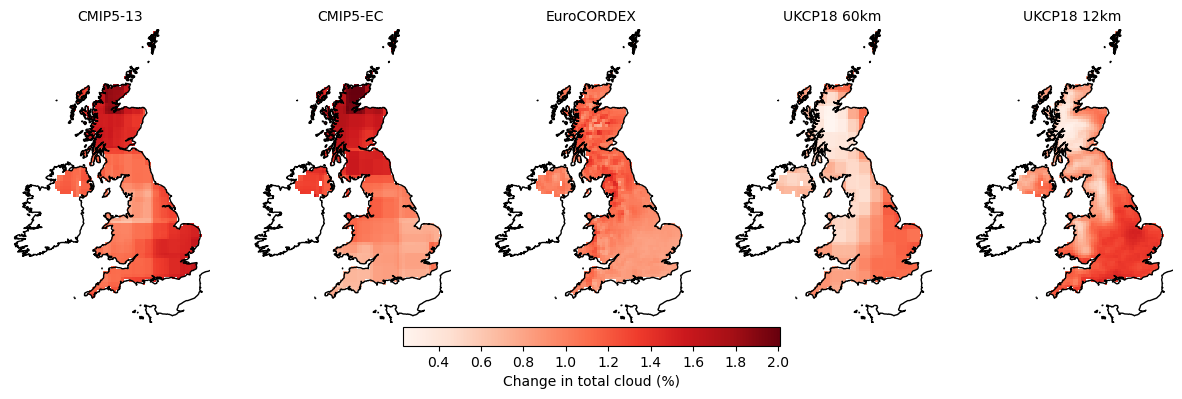 CMIP5-13 CMIP5-EC EuroCORDEX UKCP18 60km UKCP18 12km
0.4 0.6 0.8 1.0 1.2 1.4 1.6 1.8 2.0
Change in total cloud (%)